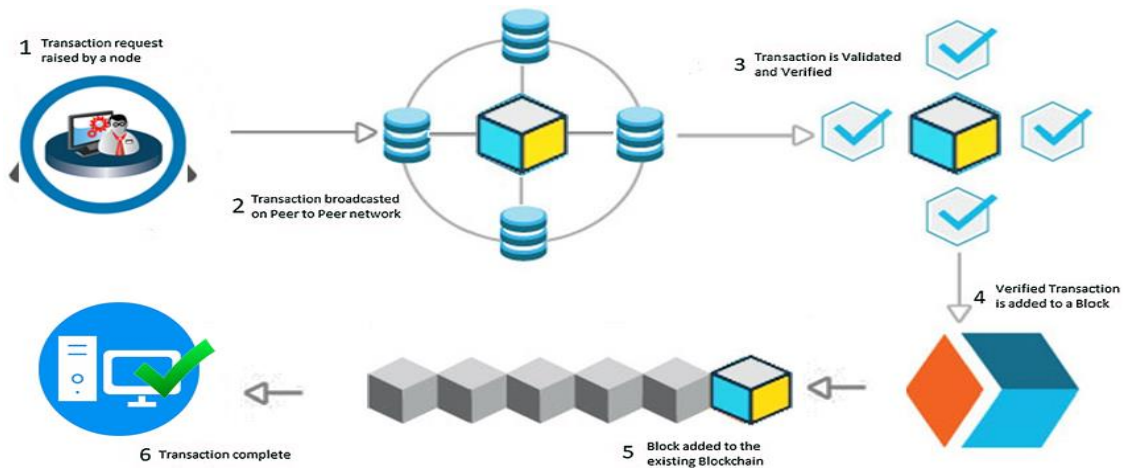 1 Transaction request
raised by a node
2 Transaction broadcasted
on Peer to Peer network
3 Transaction is Validated
and Verified
4 Verified Transaction
is added to a Block
5 Block added to the
existing Blockchain
6 Transaction complete